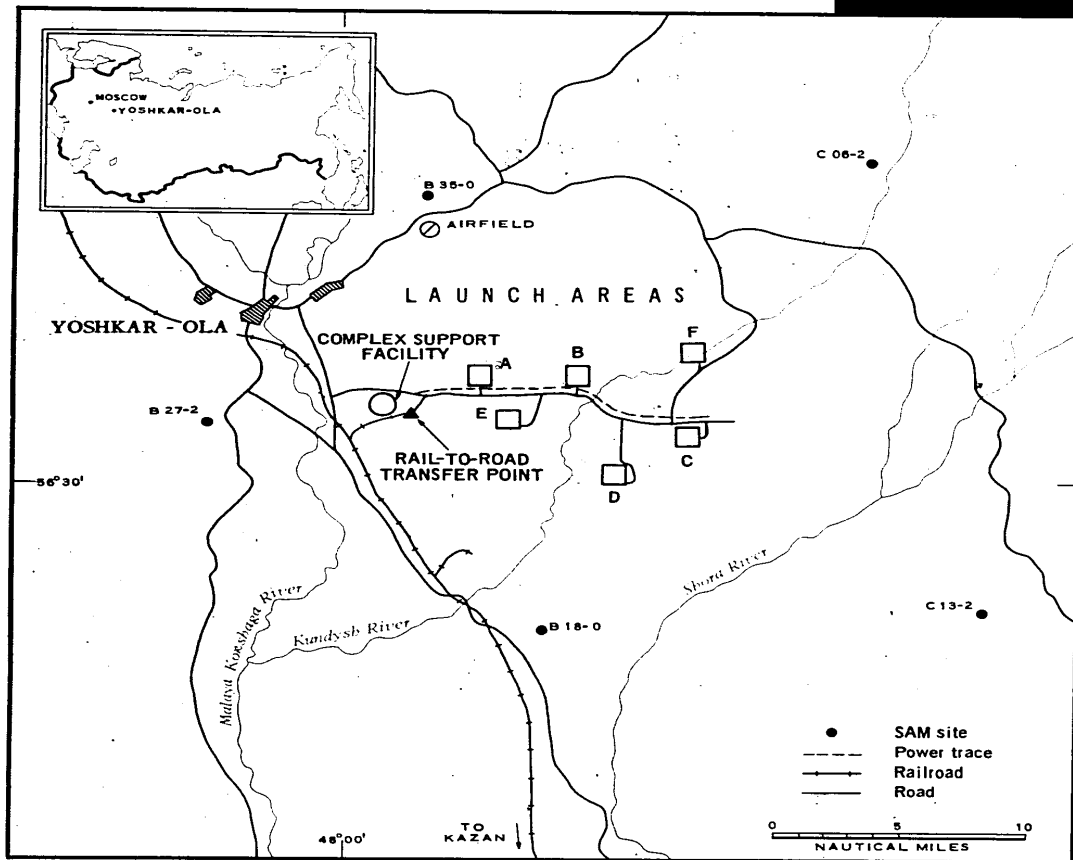 MOSCOW
YOSHKAR-OLA
C 06-2
B 35-0
AIRFIELD
LAUNCH AREAS
YOSHKAR - OLA
COMPLEX SUPPORT
FACILITY
A
B
F
E
B 27-2
RAIL-TO-ROAD
TRANSFER POINT
C
D
56°30'
Shora River
Malaya Kokshaga River
Kundysh River
B 18-0
C 13-2
SAM site
Power trace
Railroad
Road
48°00'
TO
KAZAN
0 5 10
NAUTICAL MILES